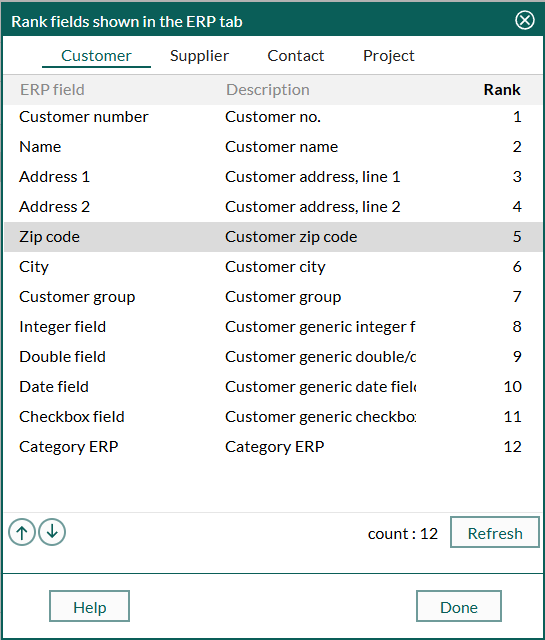 Rank fields shown in the ERP tab
Customer Supplier Contact Project
ERP field Description Rank
Customer number Customer no. 1
Name Customer name 2
Address 1 Customer address, line 1 3
Address 2 Customer address, line 2 4
Zip code Customer zip code 5
City Customer city 6
Customer group Customer group 7
Integer field Customer generic integer f 8
Double field Customer generic double/c 9
Date field Customer generic date fiel 10
Checkbox field Customer generic checkbo 11
Category ERP Category ERP 12
count : 12 Refresh
Help Done